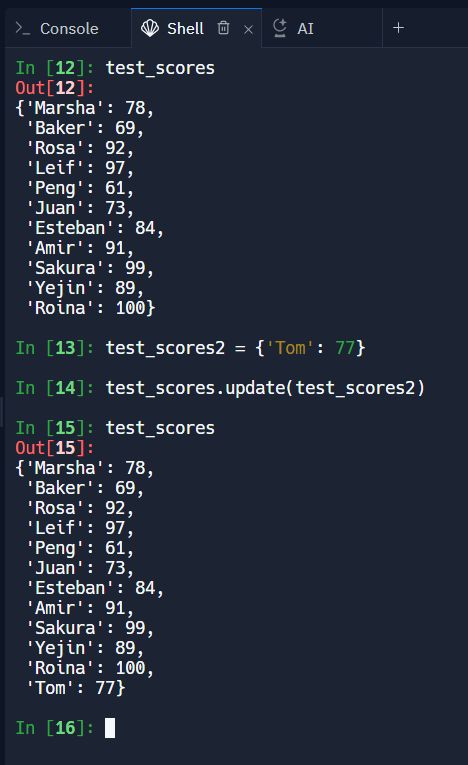 Console Shell AI +
In [12]: test_scores
Out[12]:
{'Marsha': 78,
 'Baker': 69,
 'Rosa': 92,
 'Leif': 97,
 'Peng': 61,
 'Juan': 73,
 'Esteban': 84,
 'Amir': 91,
 'Sakura': 99,
 'Yejin': 89,
 'Roina': 100}
In [13]: test_scores2 = {'Tom': 77}
In [14]: test_scores.update(test_scores2)
In [15]: test_scores
Out[15]:
{'Marsha': 78,
 'Baker': 69,
 'Rosa': 92,
 'Leif': 97,
 'Peng': 61,
 'Juan': 73,
 'Esteban': 84,
 'Amir': 91,
 'Sakura': 99,
 'Yejin': 89,
 'Roina': 100,
 'Tom': 77}
In [16]: